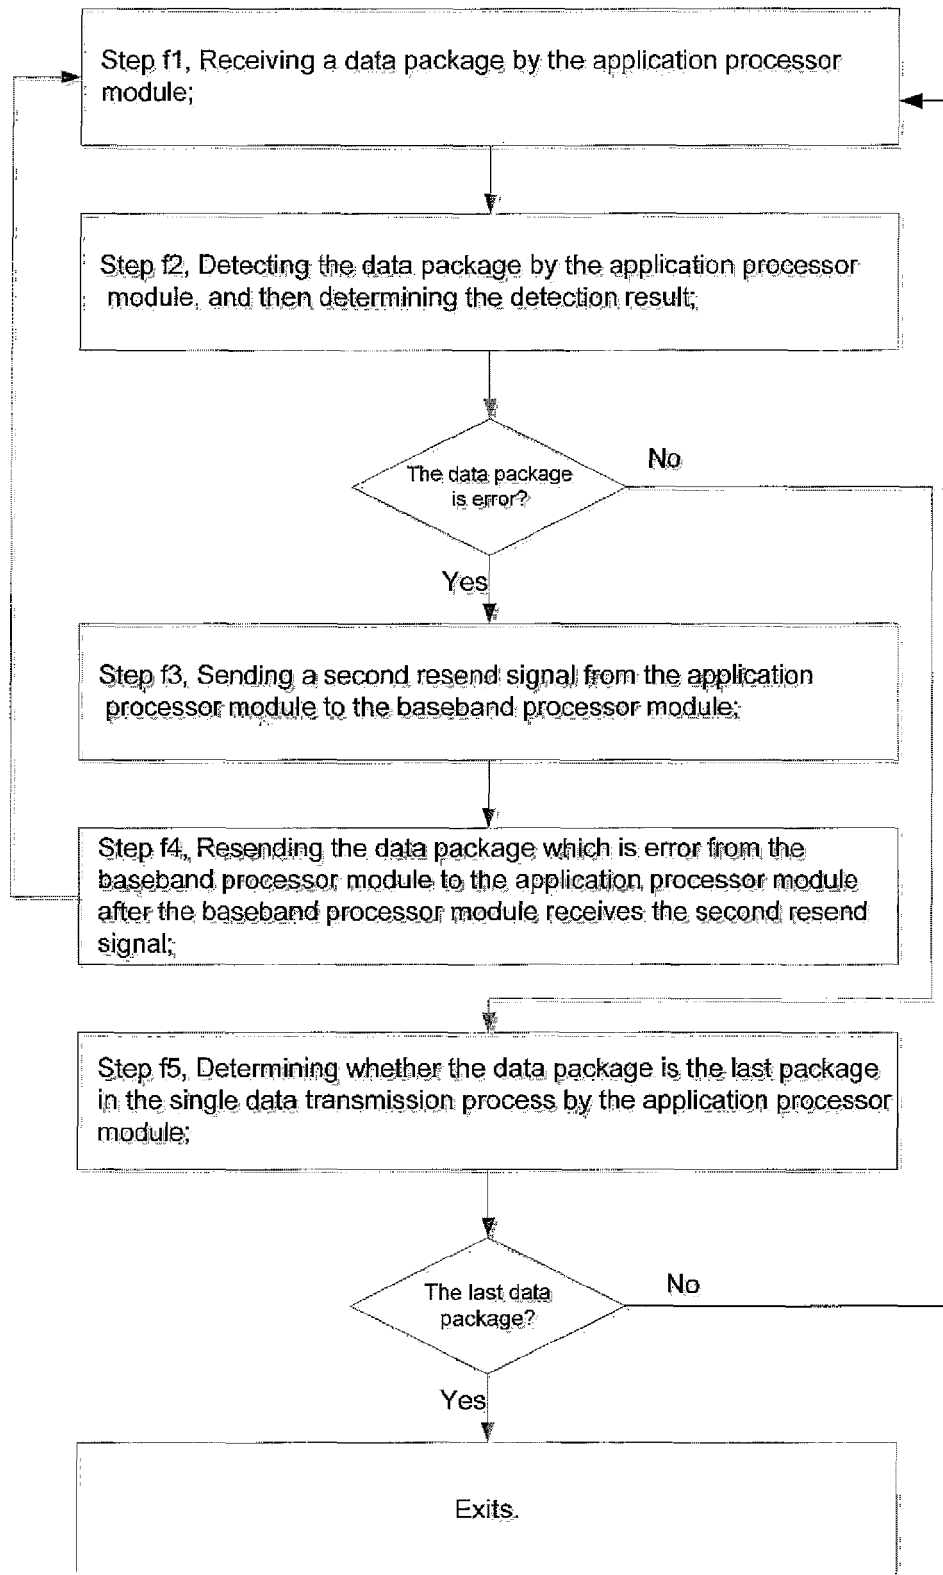 Step f1, Receiving a data package by the application processor
module;
Step f2, Detecting the data package by the application processor
module, and then determining the detection result;
The data package
is error?
No
Yes
Step f3, Sending a second resend signal from the application
processor module to the baseband processor module;
Step f4, Resending the data package which is error from the
baseband processor module to the application processor module
after the baseband processor module receives the second resend
signal;
Step f5, Determining whether the data package is the last package
in the single data transmission process by the application processor
module;
The last data
package?
No
Yes
Exits.